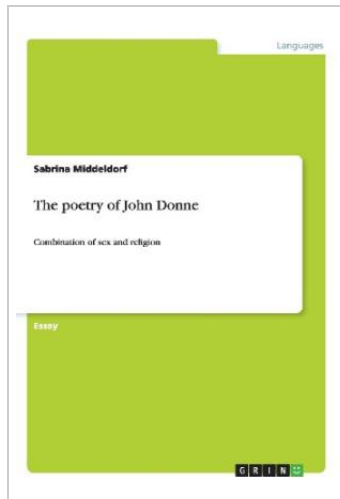 Languages
Sabrina Middeldorf
The poetry of John Donne
Combination of sex and religion
Essay
GRIN